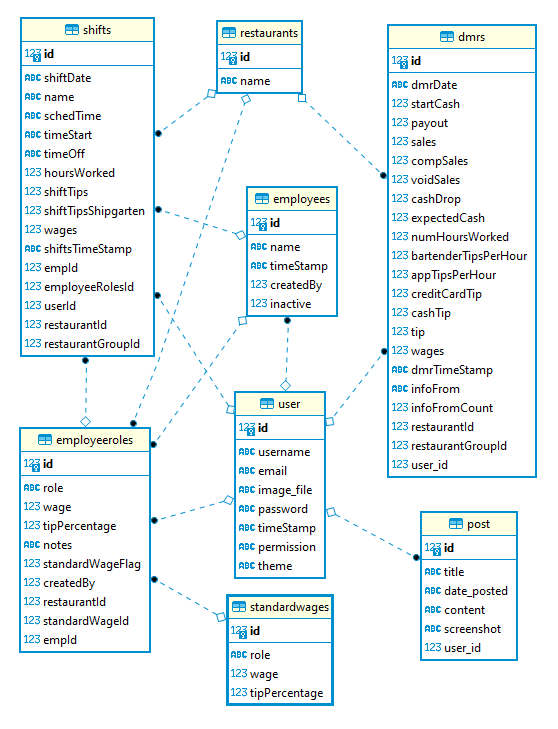 shifts
123 id
ABC shiftDate
ABC name
ABC schedTime
ABC timeStart
ABC timeOff
123 hoursWorked
123 shiftTips
123 shiftTipsShipgarten
123 wages
ABC shiftsTimeStamp
123 empId
123 employeeRolesId
123 userId
123 restaurantId
123 restaurantGroupId
restaurants
123 id
ABC name
dmrs
123 id
ABC dmrDate
123 startCash
123 payout
123 sales
123 compSales
123 voidSales
123 cashDrop
123 expectedCash
123 numHoursWorked
123 bartenderTipsPerHour
123 appTipsPerHour
123 creditCardTip
123 cashTip
123 tip
123 wages
ABC dmrTimeStamp
ABC infoFrom
123 infoFromCount
123 restaurantId
123 restaurantGroupId
123 user_id
employees
123 id
ABC name
ABC timeStamp
123 createdBy
123 inactive
employeeroles
123 id
ABC role
123 wage
123 tipPercentage
ABC notes
123 standardWageFlag
123 createdBy
123 restaurantId
123 standardWageId
123 empId
user
123 id
ABC username
ABC email
ABC image_file
ABC password
ABC timeStamp
ABC permission
ABC theme
post
123 id
ABC title
ABC date_posted
ABC content
ABC screenshot
123 user_id
standardwages
123 id
ABC role
123 wage
123 tipPercentage